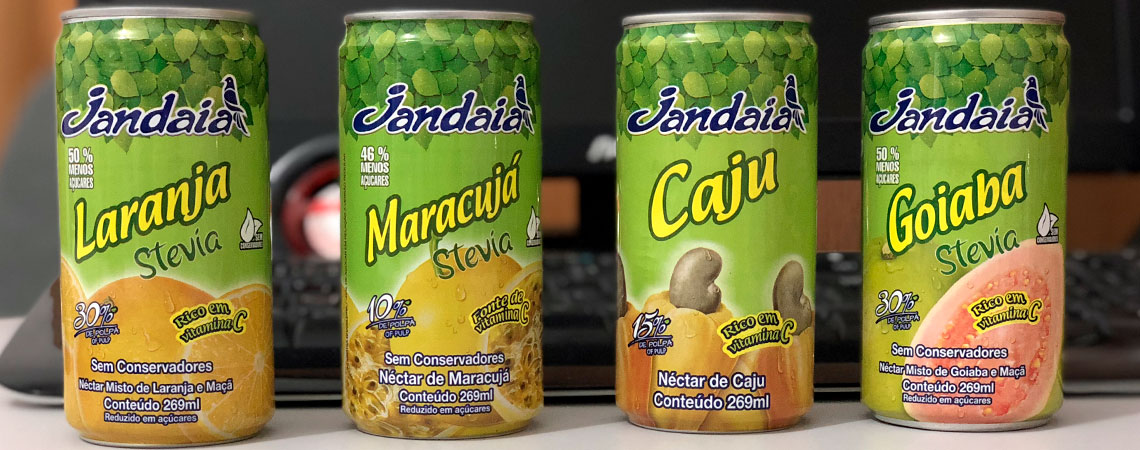 Jandaia
50 %
MENOS
AÇÚCARES
Laranja
Stevia
SEM
CONSERVADORES
30%
DE POLPA
OF PULP
Rico em
vitamina C
Sem Conservadores
Néctar Misto de Laranja e Maçã
Conteúdo 269ml
Reduzido em açúcares
Jandaia
46 %
MENOS
AÇÚCARES
Maracujá
Stevia
SEM
10%
DE POLPA
OF PULP
Fonte de
vitamina C
Sem Conservadores
Néctar de Maracujá
Conteúdo 269ml
Reduzido em açúcares
Jandaia
Caju
15%
DE POLPA
OF PULP
Rico em
vitamina C
Néctar de Caju
Conteúdo 269ml
Jandaia
50 %
MENOS
AÇÚCARES
Goiaba
Stevia
SEM
30%
DE POLPA
OF PULP
Rico em
vitamina C
Sem Conservadores
Néctar Misto de Goiaba e Maçã
Conteúdo 269ml
Reduzido em açúcares